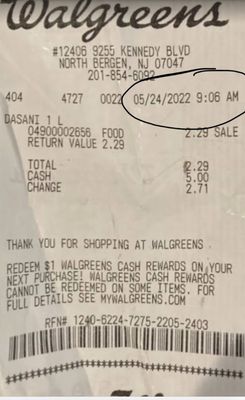 Walgreens
#12406 9255 KENNEDY BLVD
NORTH BERGEN, NJ 07047
201-854-6092
404 4727 0022 05/24/2022 9:06 AM
DASANI 1 L
04900002656 FOOD 2.29 SALE
RETURN VALUE 2.29
TOTAL 2.29
CASH 5.00
CHANGE 2.71
THANK YOU FOR SHOPPING AT WALGREENS
REDEEM $1 WALGREENS CASH REWARDS ON YOUR
NEXT PURCHASE! WALGREENS CASH REWARDS
CANNOT BE REDEEMED ON SOME ITEMS. FOR
FULL DETAILS SEE MYWALGREENS.COM
RFN# 1240-6224-7275-2205-2403